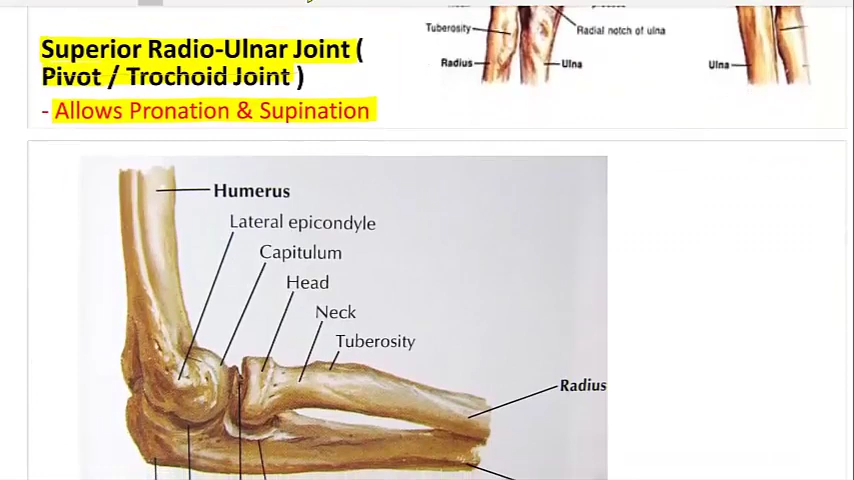 Tuberosity
Radial notch of ulna
Radius
Ulna
Ulna
Superior Radio-Ulnar Joint (
Pivot / Trochoid Joint )
- Allows Pronation & Supination
Humerus
Lateral epicondyle
Capitulum
Head
Neck
Tuberosity
Radius